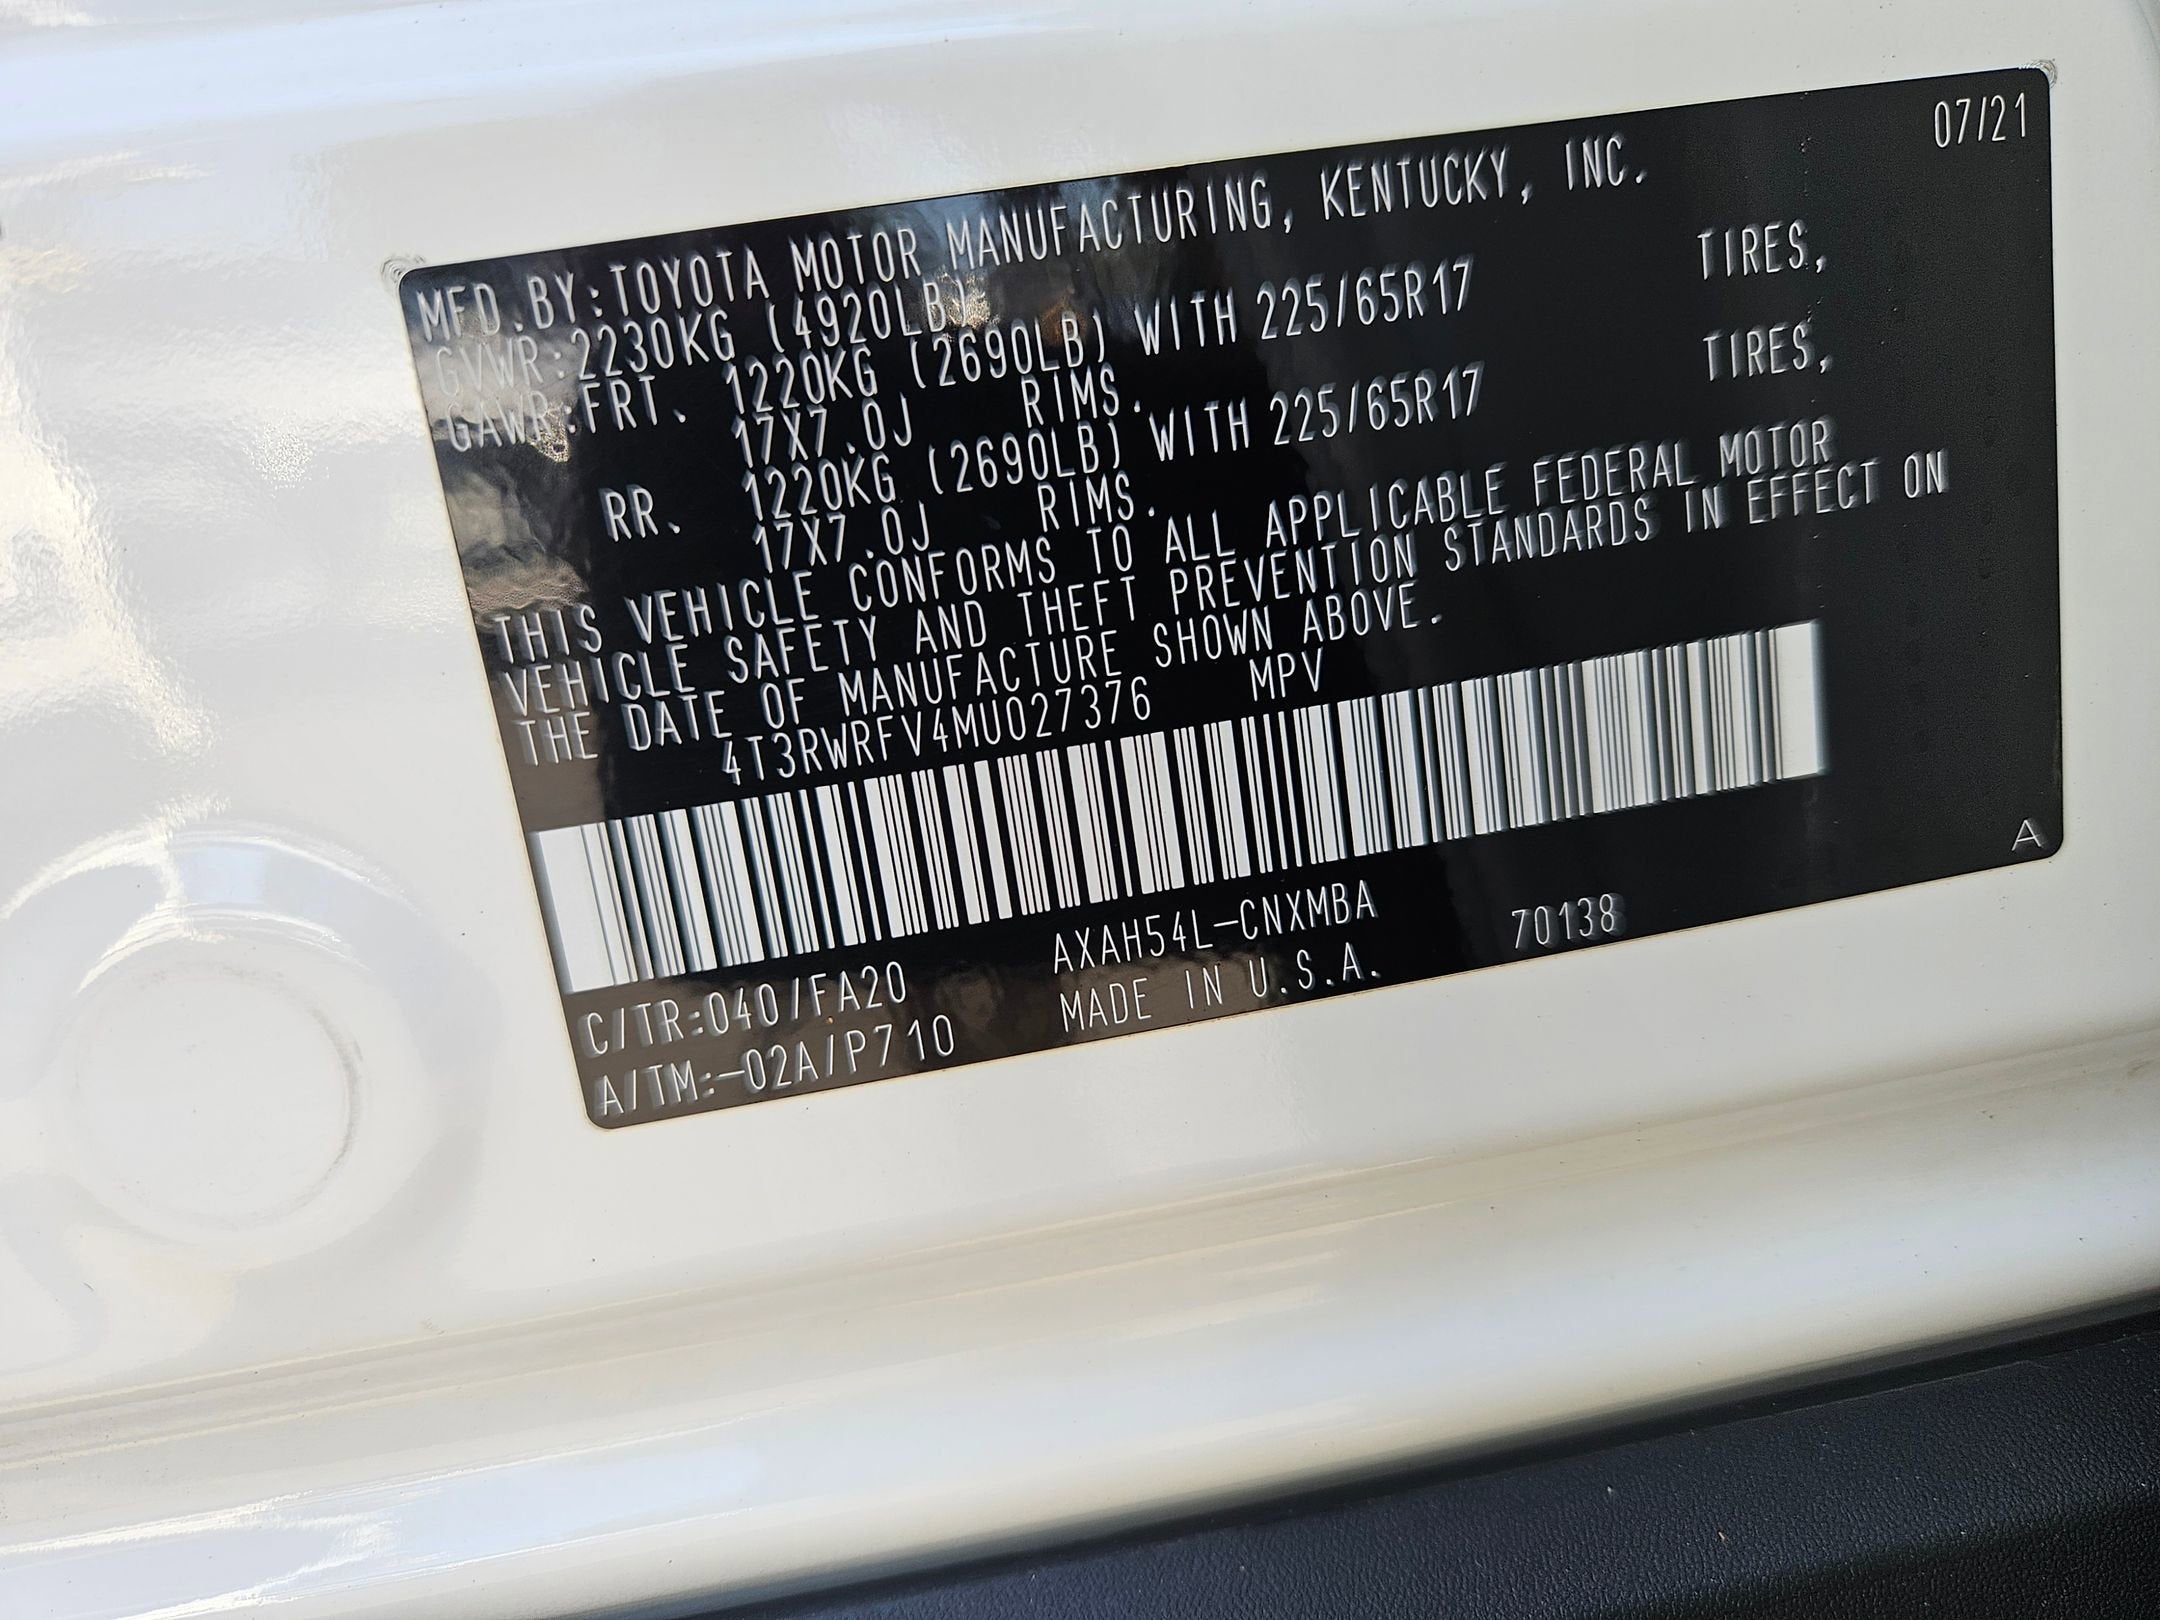 07/21
MFD.BY:TOYOTA MOTOR MANUFACTURING, KENTUCKY, INC.
GVWR:2230KG (4920LB)
GAWR:FRT. 1220KG (2690LB) WITH 225/65R17 TIRES,
17X7.0J RIMS.
RR. 1220KG (2690LB) WITH 225/65R17 TIRES,
17X7.0J RIMS.
THIS VEHICLE CONFORMS TO ALL APPLICABLE FEDERAL MOTOR
VEHICLE SAFETY AND THEFT PREVENTION STANDARDS IN EFFECT ON
THE DATE OF MANUFACTURE SHOWN ABOVE.
4T3RWRFV4MU027376 MPV
A
C/TR:040/FA20 AXAH54L-CNXMBA 70138
A/TM:-02A/P710 MADE IN U.S.A.